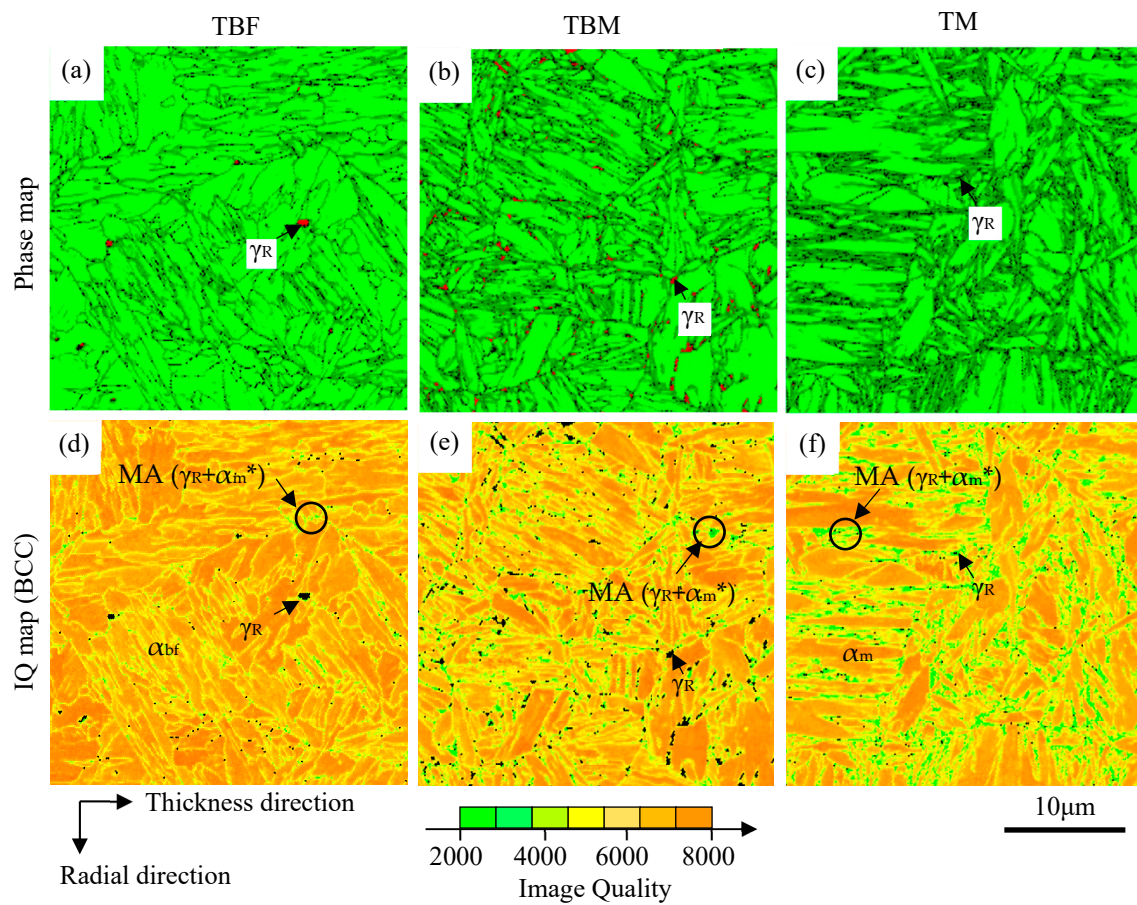 TBF TBM TM
Phase map
(a) (b) (c)
γR
γR
γR
IQ map (BCC)
(d) (e) (f)
MA (γR+αm*)
γR
αbf
MA (γR+αm*)
γR
MA (γR+αm*)
γR
αm
Thickness direction
Radial direction
2000 4000 6000 8000
Image Quality
10μm